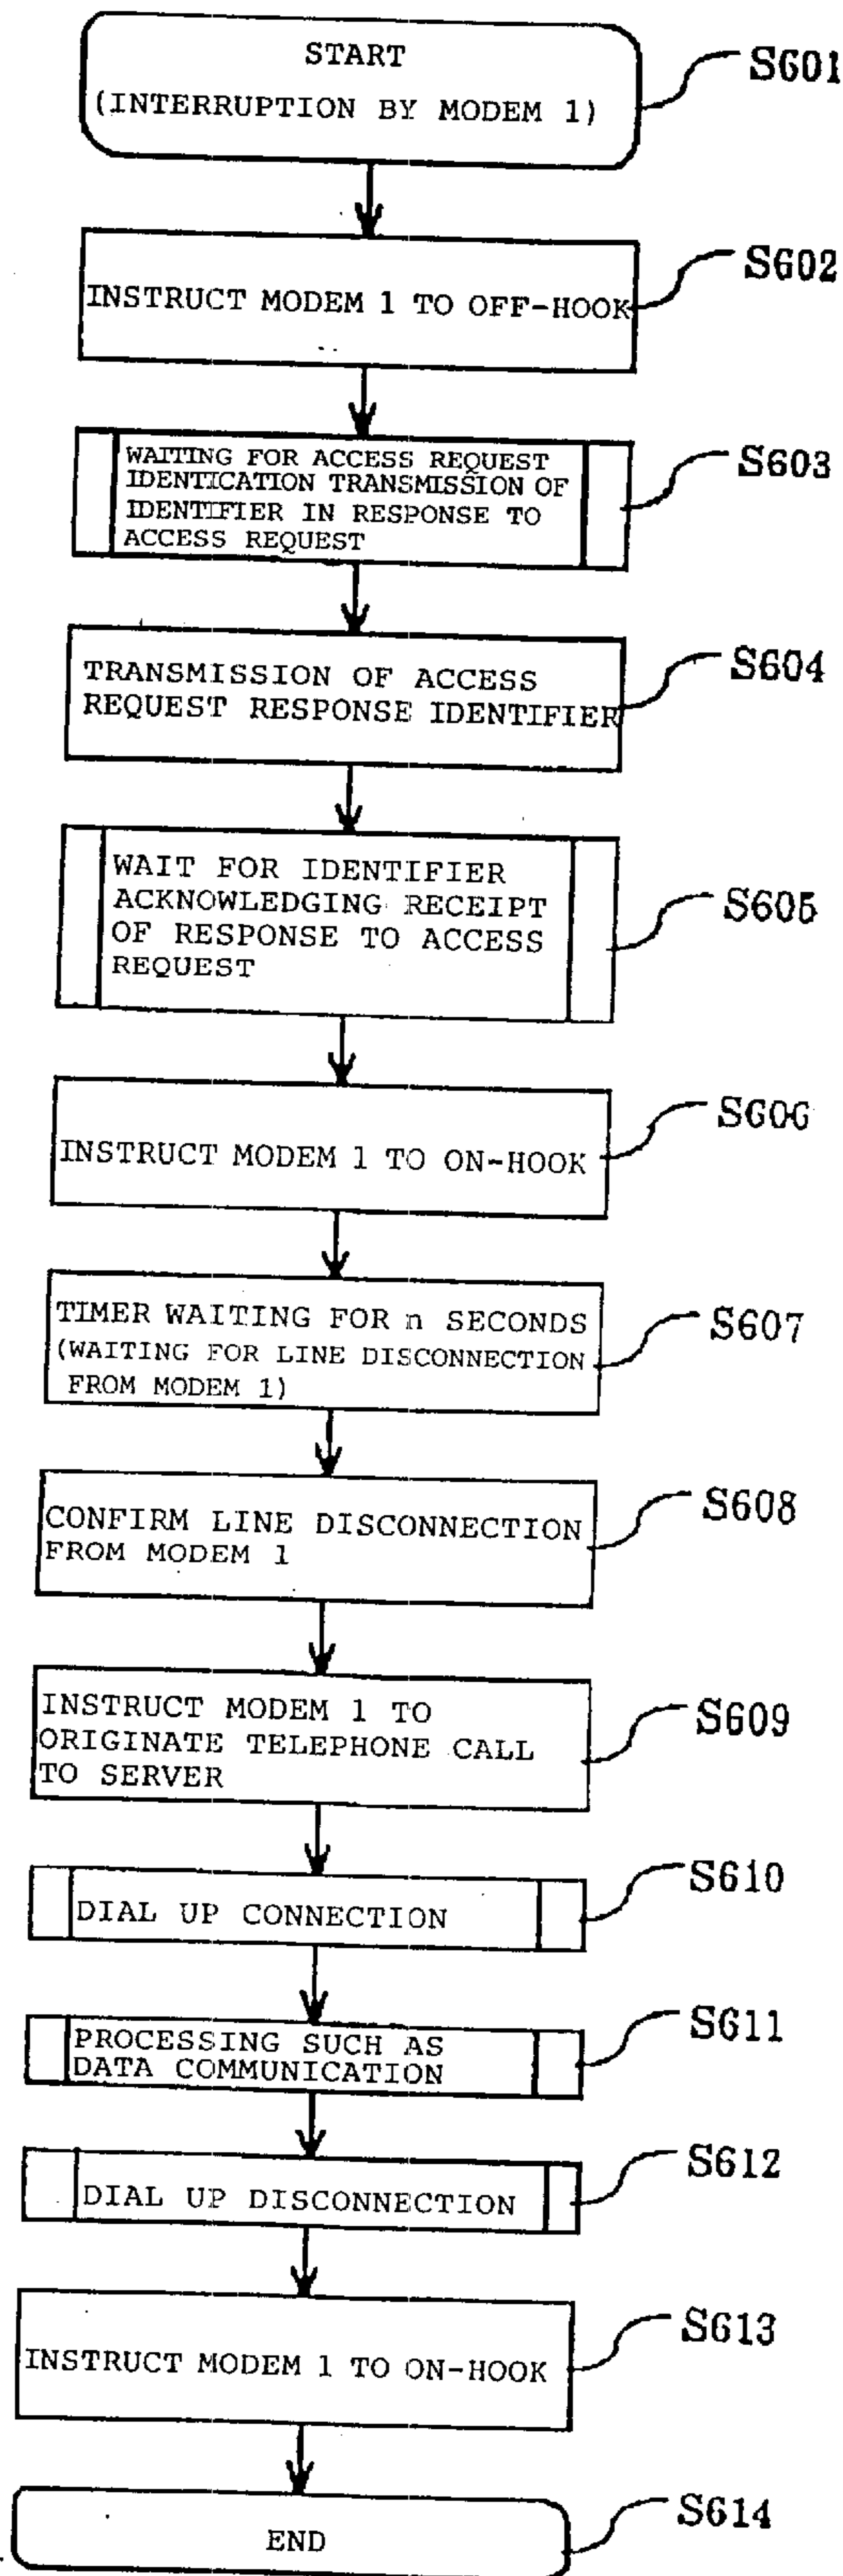 START
(INTERRUPTION BY MODEM 1)
S601
INSTRUCT MODEM 1 TO OFF-HOOK
S602
WAITING FOR ACCESS REQUEST
IDENTICATION TRANSMISSION OF
IDENTIFIER IN RESPONSE TO
ACCESS REQUEST
S603
TRANSMISSION OF ACCESS
REQUEST RESPONSE IDENTIFIER
S604
WAIT FOR IDENTIFIER
ACKNOWLEDGING RECEIPT
OF RESPONSE TO ACCESS
REQUEST
S605
INSTRUCT MODEM 1 TO ON-HOOK
S606
TIMER WAITING FOR n SECONDS
(WAITING FOR LINE DISCONNECTION
FROM MODEM 1)
S607
CONFIRM LINE DISCONNECTION
FROM MODEM 1
S608
INSTRUCT MODEM 1 TO
ORIGINATE TELEPHONE CALL
TO SERVER
S609
DIAL UP CONNECTION
S610
PROCESSING SUCH AS
DATA COMMUNICATION
S611
DIAL UP DISCONNECTION
S612
INSTRUCT MODEM 1 TO ON-HOOK
S613
END
S614